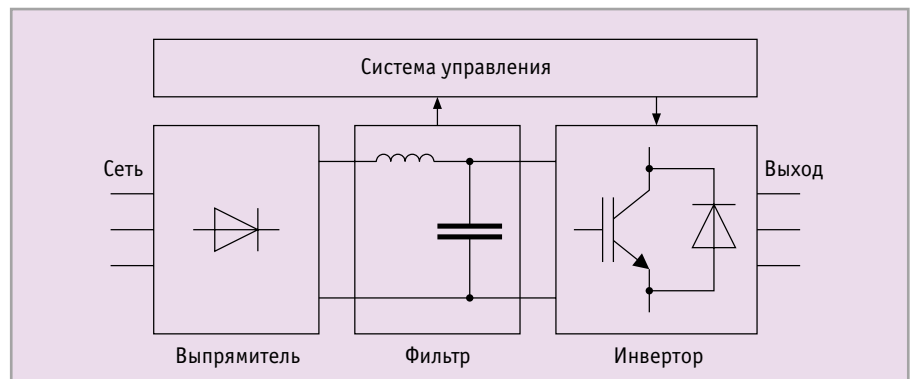 Система управления
Сеть
Выход
Выпрямитель
Фильтр
Инвертор